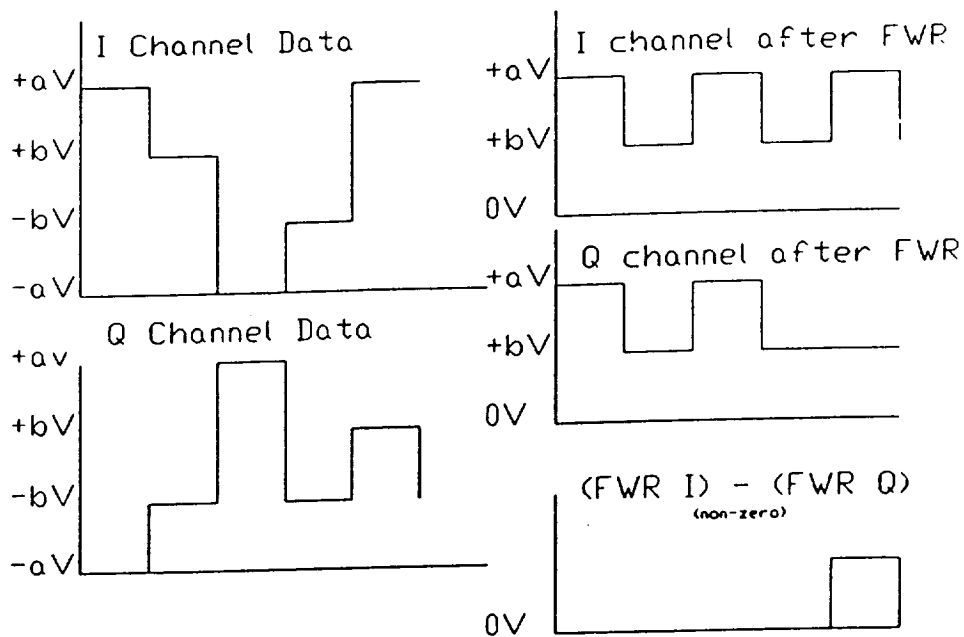 I Channel Data
+aV
+bV
-bV
-aV
Q Channel Data
+aV
+bV
-bV
-aV
I channel after FWR
+aV
+bV
0V
Q channel after FWR
+aV
+bV
0V
(FWR I) - (FWR Q)
(non-zero)
0V